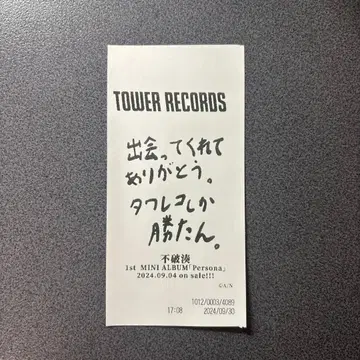 TOWER RECORDS
出会ってくれて
ありがとう。
タワレコしか
勝たん。
不破湊
1st MINI ALBUM「Persona」
2024.09.04 on sale!!!
©A/N
1012/0003/4089
17:08 2024/09/30